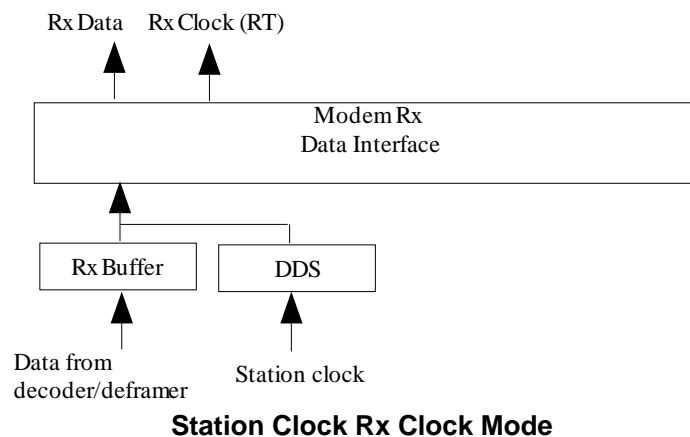 Rx Data
Rx Clock (RT)
Modem Rx
Data Interface
Rx Buffer
DDS
Data from
decoder/deframer
Station clock
Station Clock Rx Clock Mode